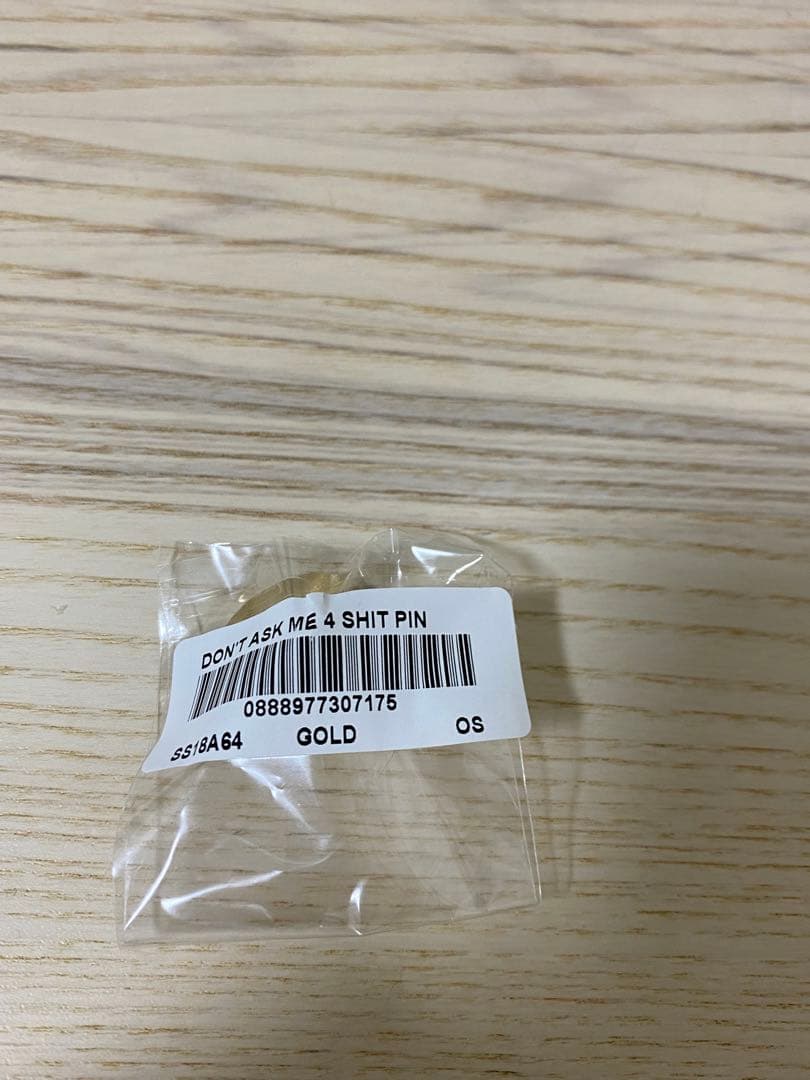 DON'T ASK ME 4 SHIT PIN
0888977307175
SS18A64 GOLD OS